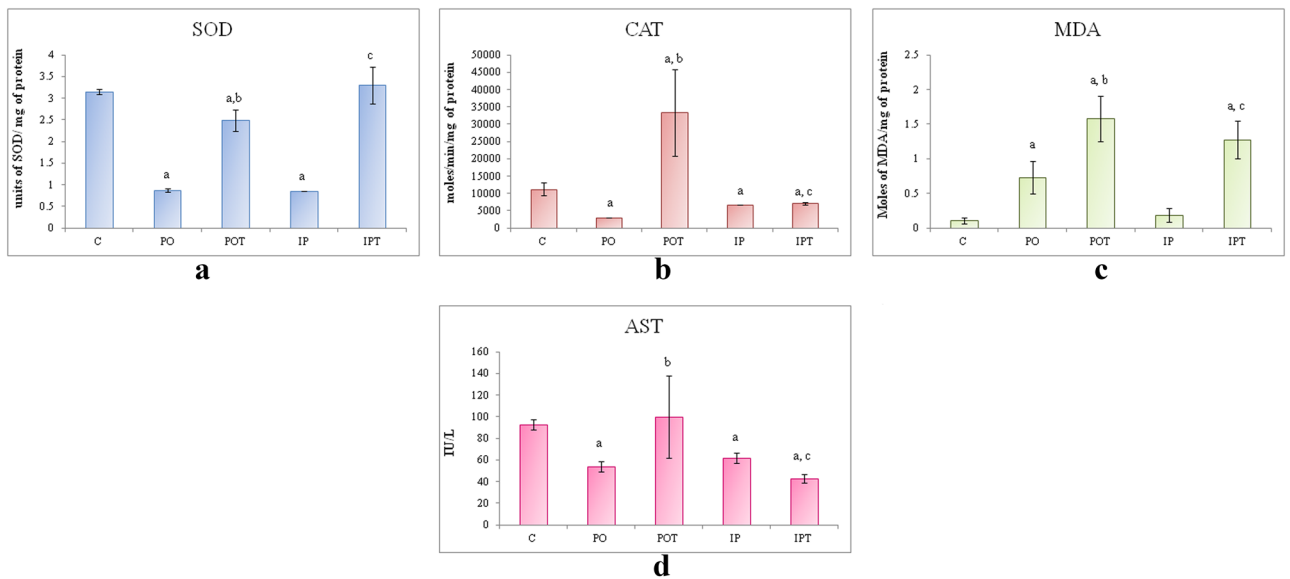 SOD
units of SOD/ mg of protein
4
3.5
3
2.5
2
1.5
1
0.5
0
a
a,b
a
c
C PO POT IP IPT
a
CAT
moles/min/mg of protein
50000
45000
40000
35000
30000
25000
20000
15000
10000
5000
0
a
a, b
a
a, c
C PO POT IP IPT
b
MDA
Moles of MDA/mg of protein
2.5
2
1.5
1
0.5
0
a
a, b
a, c
C PO POT IP IPT
c
AST
IU/L
160
140
120
100
80
60
40
20
0
a
b
a
a, c
C PO POT IP IPT
d